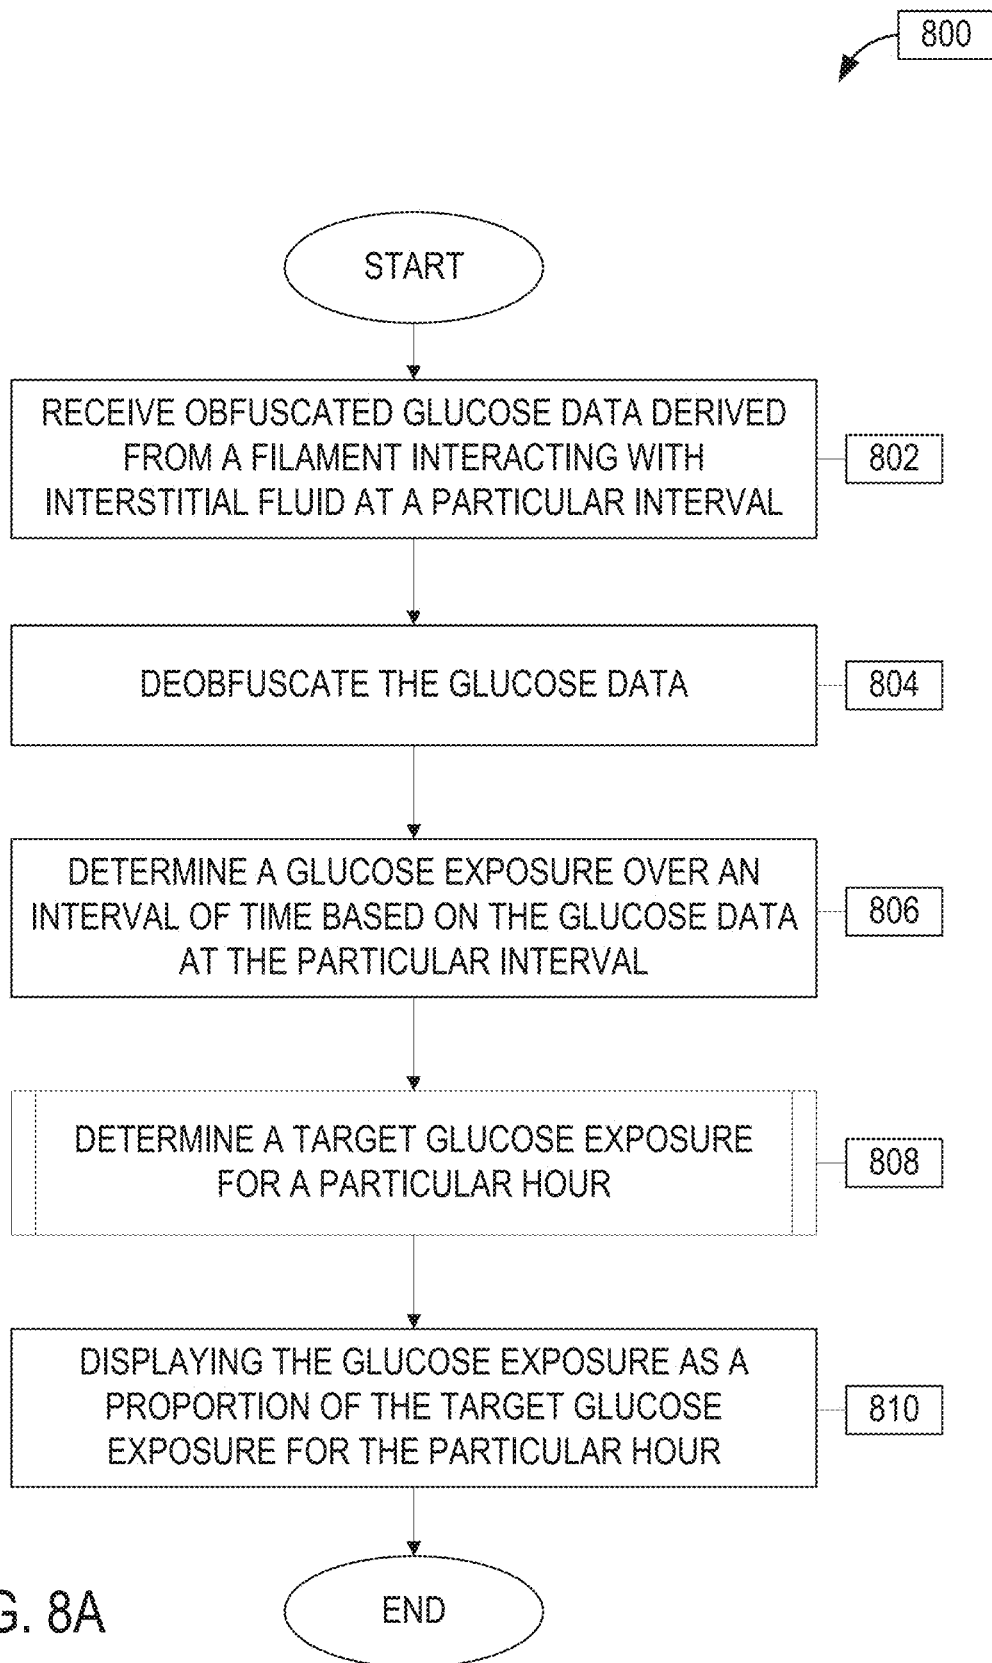 800
START
RECEIVE OBFUSCATED GLUCOSE DATA DERIVED
FROM A FILAMENT INTERACTING WITH
INTERSTITIAL FLUID AT A PARTICULAR INTERVAL
802
DEOBFUSCATE THE GLUCOSE DATA
804
DETERMINE A GLUCOSE EXPOSURE OVER AN
INTERVAL OF TIME BASED ON THE GLUCOSE DATA
AT THE PARTICULAR INTERVAL
806
DETERMINE A TARGET GLUCOSE EXPOSURE
FOR A PARTICULAR HOUR
808
DISPLAYING THE GLUCOSE EXPOSURE AS A
PROPORTION OF THE TARGET GLUCOSE
EXPOSURE FOR THE PARTICULAR HOUR
810
END
G. 8A